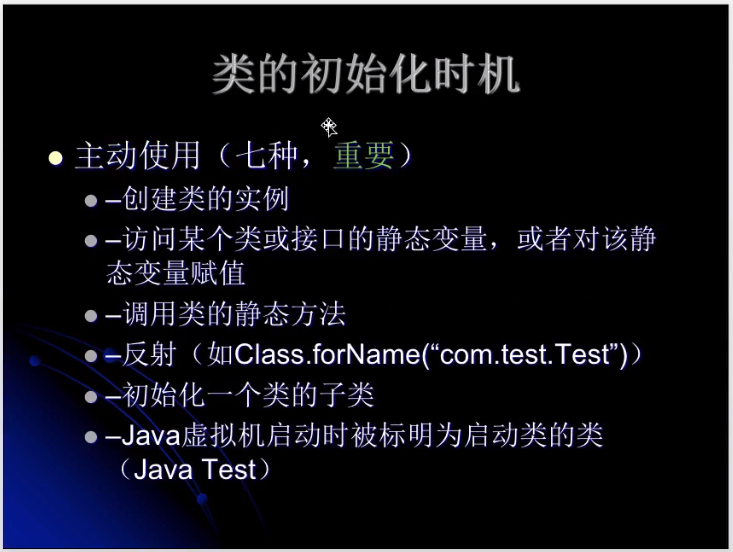 类的初始化时机
主动使用（七种，重要）
–创建类的实例
–访问某个类或接口的静态变量，或者对该静
态变量赋值
–调用类的静态方法
–反射（如Class.forName(“com.test.Test”)）
–初始化一个类的子类
–Java虚拟机启动时被标明为启动类的类
（Java Test）